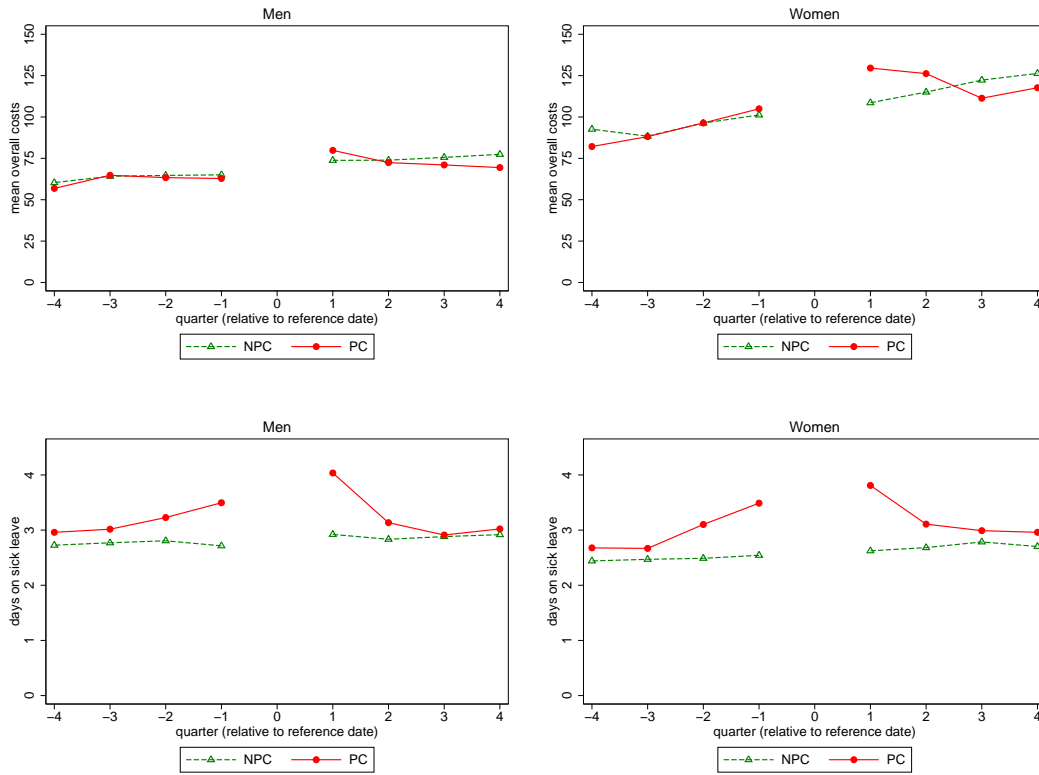 Men
mean overall costs
150
125
100
75
50
25
0
−4 −3 −2 −1 0 1 2 3 4
quarter (relative to reference date)
NPC PC
Women
mean overall costs
150
125
100
75
50
25
0
−4 −3 −2 −1 0 1 2 3 4
quarter (relative to reference date)
NPC PC
Men
days on sick leave
4
3
2
1
0
−4 −3 −2 −1 0 1 2 3 4
quarter (relative to reference date)
NPC PC
Women
days on sick leave
4
3
2
1
0
−4 −3 −2 −1 0 1 2 3 4
quarter (relative to reference date)
NPC PC